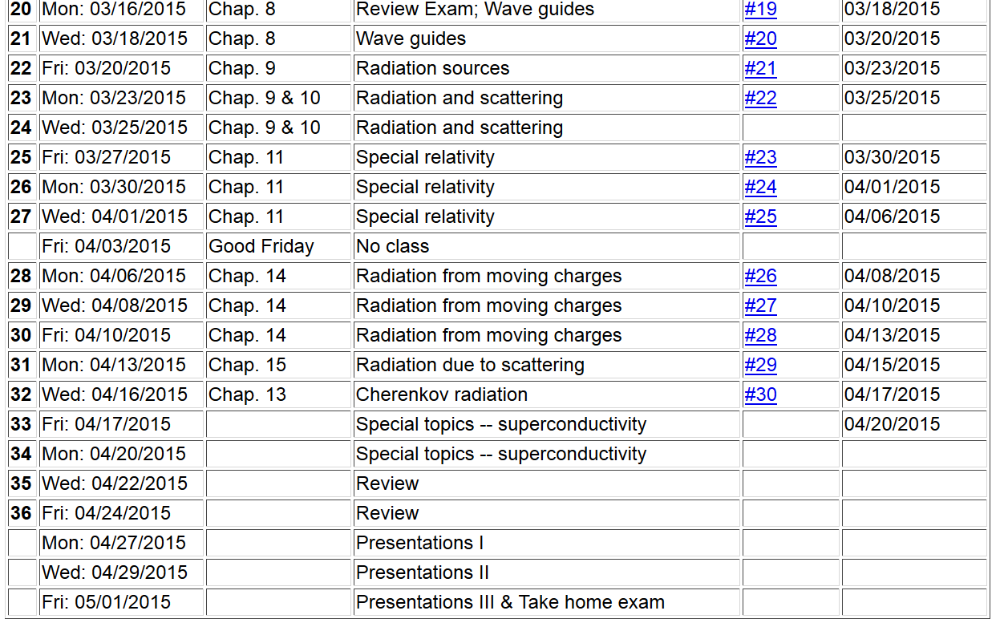 20 Mon: 03/16/2015 Chap. 8 Review Exam; Wave guides #19 03/18/2015
21 Wed: 03/18/2015 Chap. 8 Wave guides #20 03/20/2015
22 Fri: 03/20/2015 Chap. 9 Radiation sources #21 03/23/2015
23 Mon: 03/23/2015 Chap. 9 & 10 Radiation and scattering #22 03/25/2015
24 Wed: 03/25/2015 Chap. 9 & 10 Radiation and scattering
25 Fri: 03/27/2015 Chap. 11 Special relativity #23 03/30/2015
26 Mon: 03/30/2015 Chap. 11 Special relativity #24 04/01/2015
27 Wed: 04/01/2015 Chap. 11 Special relativity #25 04/06/2015
Fri: 04/03/2015 Good Friday No class
28 Mon: 04/06/2015 Chap. 14 Radiation from moving charges #26 04/08/2015
29 Wed: 04/08/2015 Chap. 14 Radiation from moving charges #27 04/10/2015
30 Fri: 04/10/2015 Chap. 14 Radiation from moving charges #28 04/13/2015
31 Mon: 04/13/2015 Chap. 15 Radiation due to scattering #29 04/15/2015
32 Wed: 04/16/2015 Chap. 13 Cherenkov radiation #30 04/17/2015
33 Fri: 04/17/2015 Special topics -- superconductivity 04/20/2015
34 Mon: 04/20/2015 Special topics -- superconductivity
35 Wed: 04/22/2015 Review
36 Fri: 04/24/2015 Review
Mon: 04/27/2015 Presentations I
Wed: 04/29/2015 Presentations II
Fri: 05/01/2015 Presentations III & Take home exam